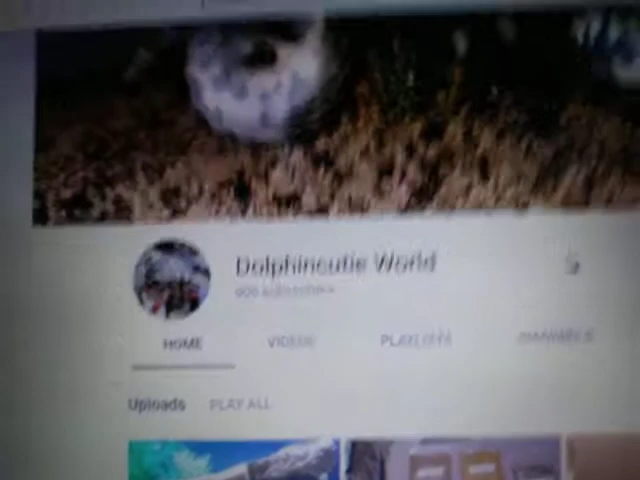 Dolphincutie World
HOME VIDEOS PLAYLISTS CHANNELS
Uploads PLAY ALL